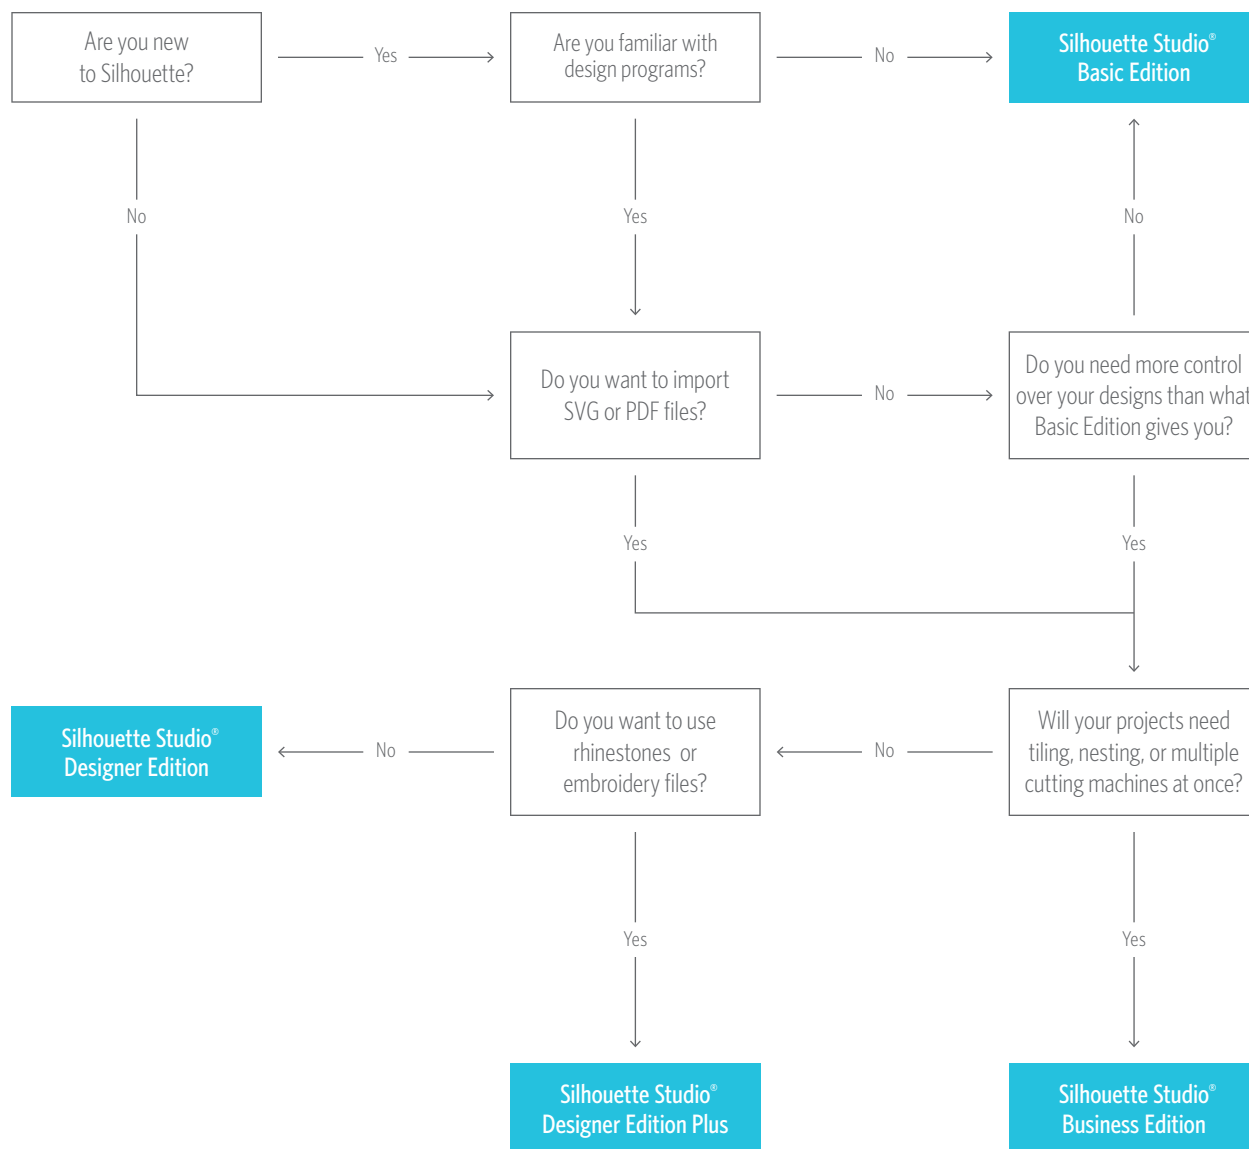 Are you new
to Silhouette?
Yes
Are you familiar with
design programs?
No
Silhouette Studio®
Basic Edition
No
Yes
No
Do you want to import
SVG or PDF files?
No
Do you need more control
over your designs than what
Basic Edition gives you?
Yes
Yes
Silhouette Studio®
Designer Edition
No
Do you want to use
rhinestones or
embroidery files?
No
Will your projects need
tiling, nesting, or multiple
cutting machines at once?
Yes
Yes
Silhouette Studio®
Designer Edition Plus
Silhouette Studio®
Business Edition